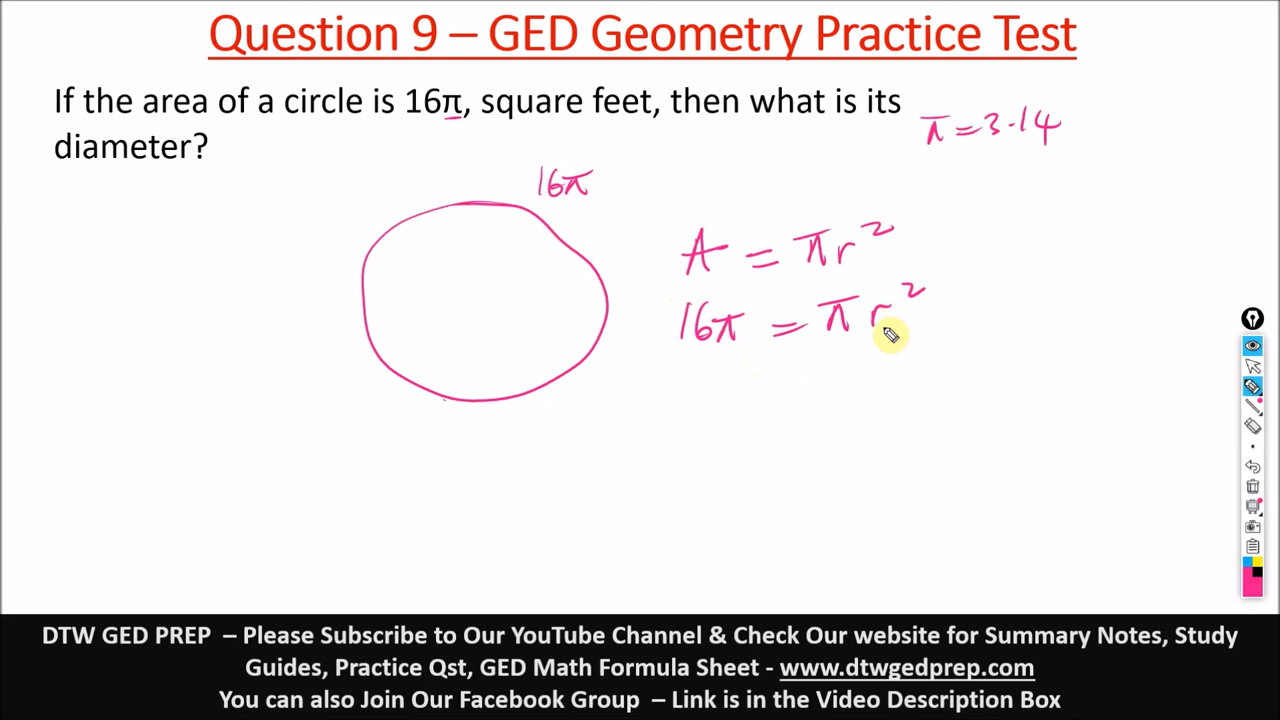 Question 9 – GED Geometry Practice Test
If the area of a circle is 16π, square feet, then what is its
diameter?
π = 3.14
16π
A = πr²
16π = πr²
DTW GED PREP – Please Subscribe to Our YouTube Channel & Check Our website for Summary Notes, Study
Guides, Practice Qst, GED Math Formula Sheet - www.dtwgedprep.com
You can also Join Our Facebook Group – Link is in the Video Description Box